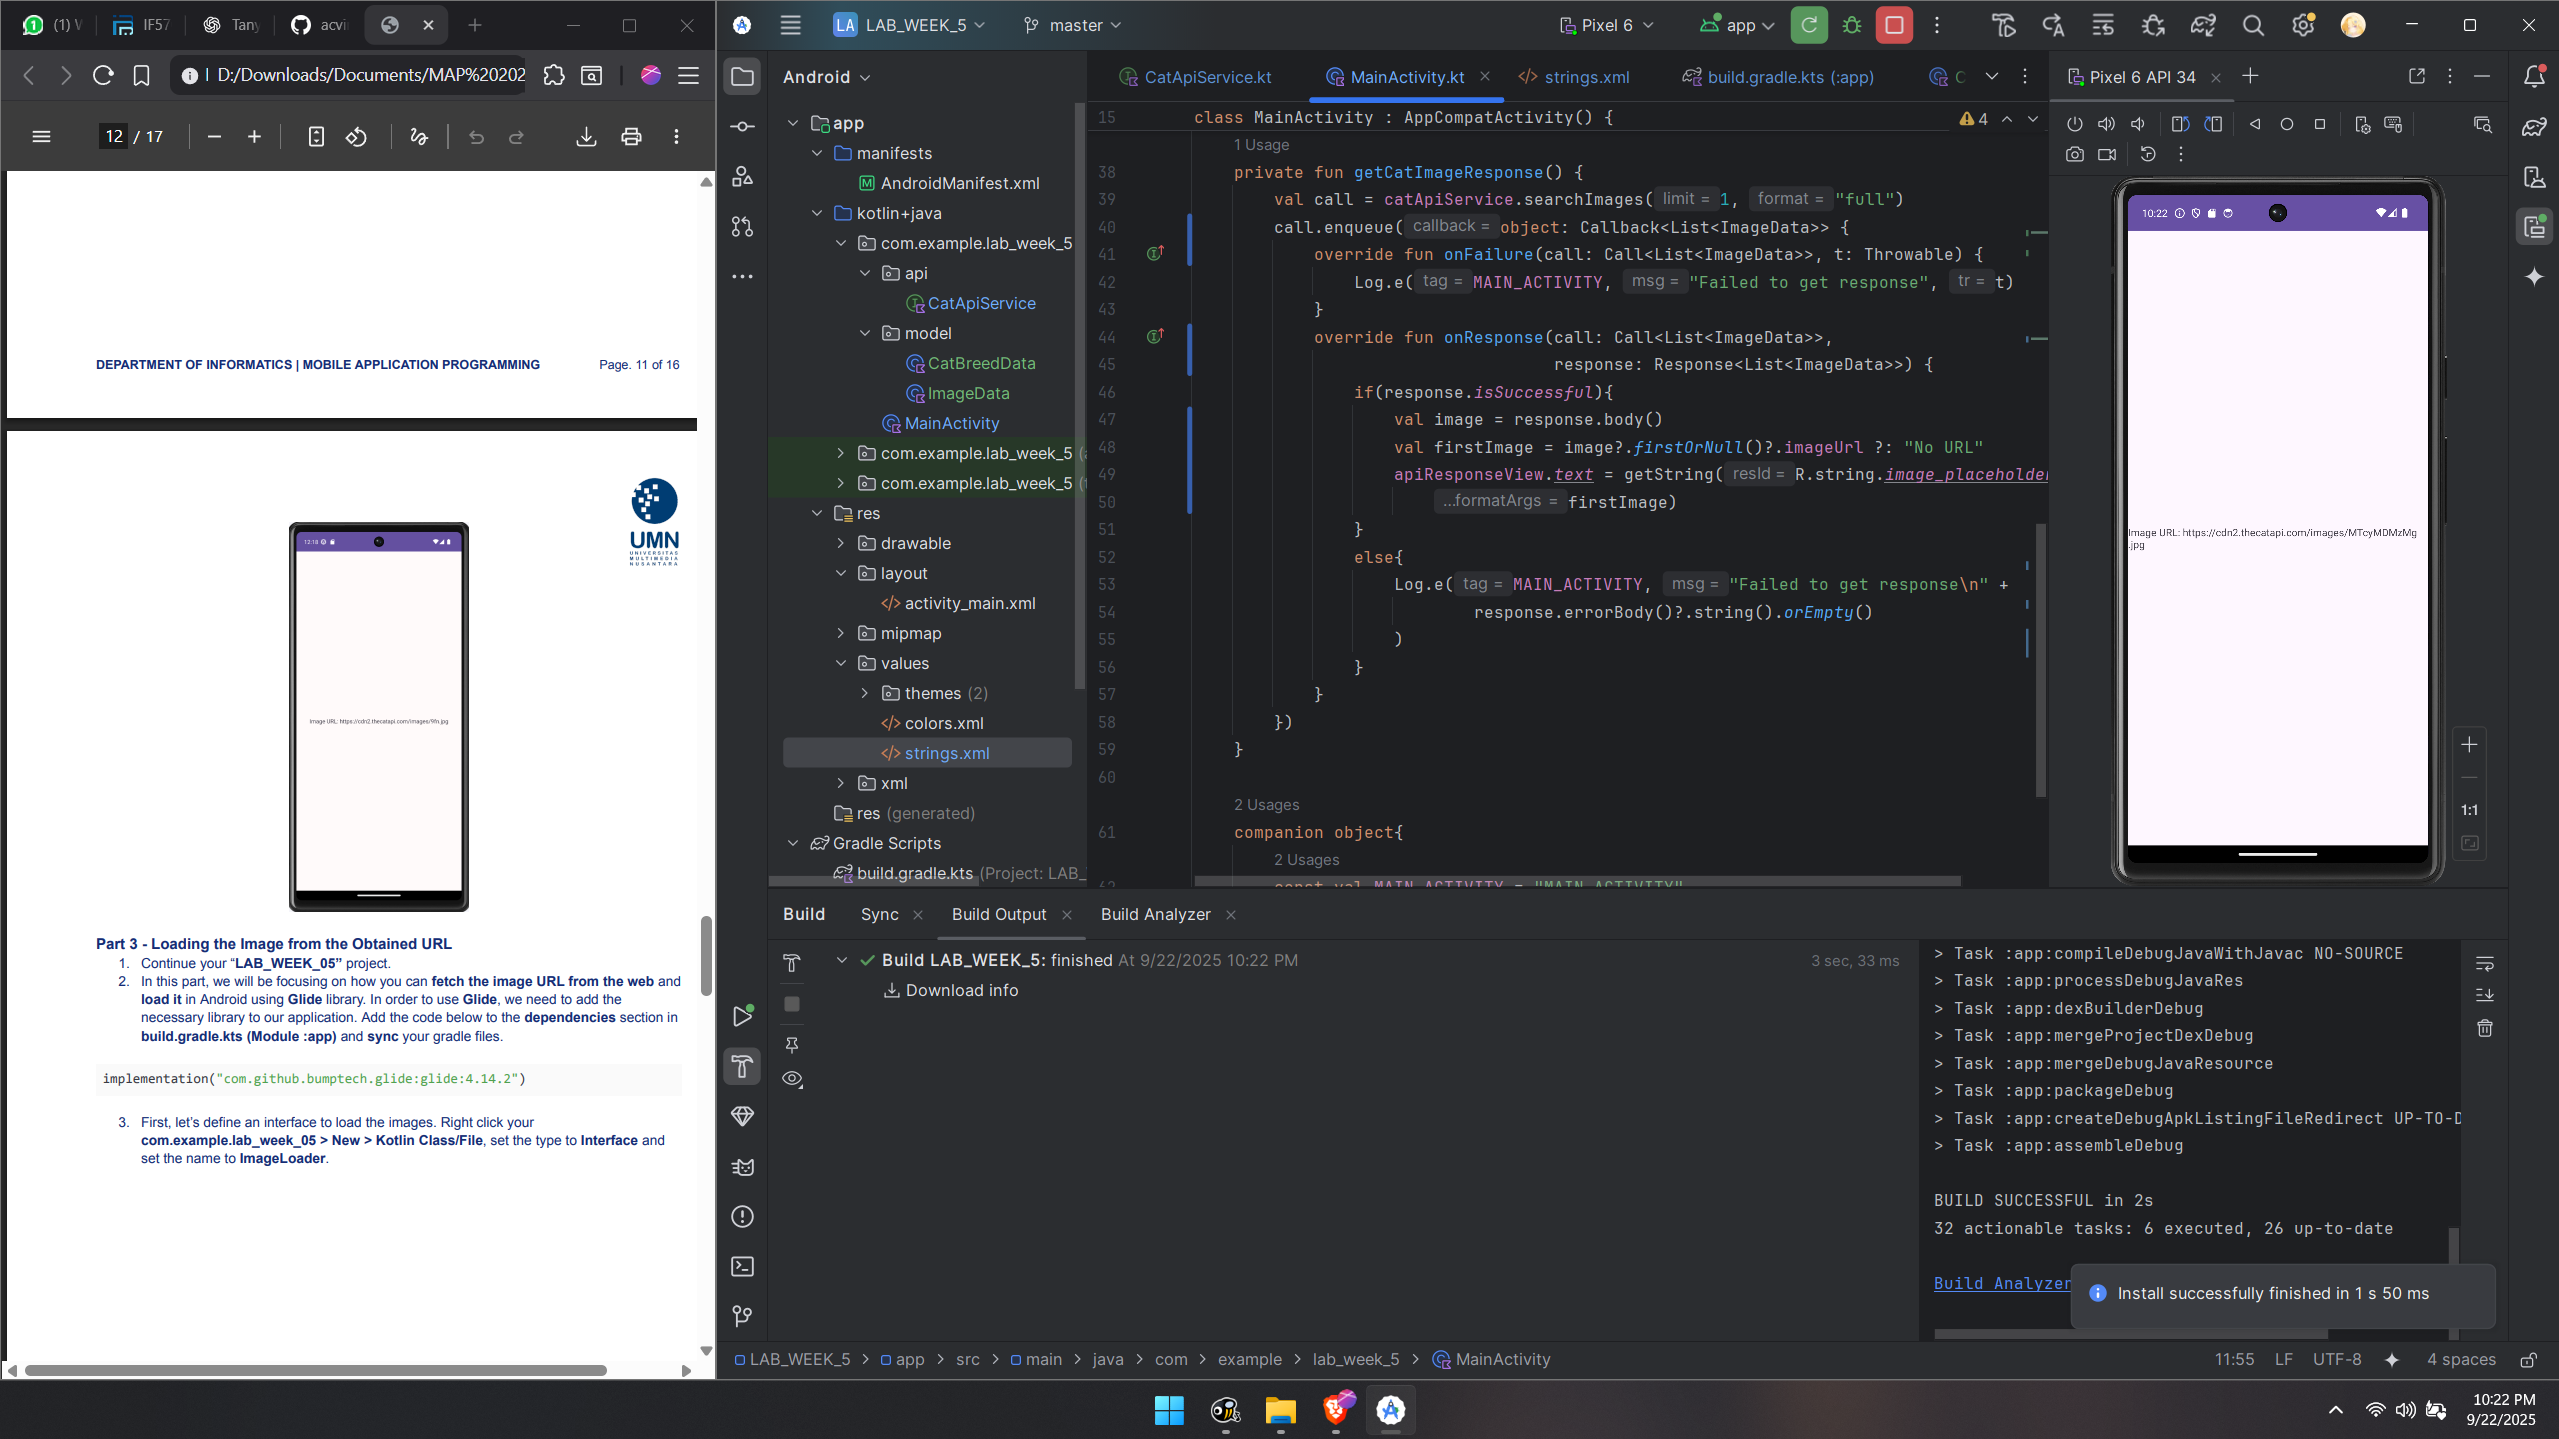 (1) W
IF57
Tany
acvi
LA LAB_WEEK_5
master
Pixel 6
app
D:/Downloads/Documents/MAP%20202
12 / 17
DEPARTMENT OF INFORMATICS | MOBILE APPLICATION PROGRAMMING Page. 11 of 16
UMN
UNIVERSITAS
MULTIMEDIA
NUSANTARA
12:18
Image URL: https://cdn2.thecatapi.com/images/9fn.jpg
Part 3 - Loading the Image from the Obtained URL
1. Continue your “LAB_WEEK_05” project.
2. In this part, we will be focusing on how you can fetch the image URL from the web and
load it in Android using Glide library. In order to use Glide, we need to add the
necessary library to our application. Add the code below to the dependencies section in
build.gradle.kts (Module :app) and sync your gradle files.
implementation("com.github.bumptech.glide:glide:4.14.2")
3. First, let’s define an interface to load the images. Right click your
com.example.lab_week_05 > New > Kotlin Class/File, set the type to Interface and
set the name to ImageLoader.
Android
app
manifests
AndroidManifest.xml
kotlin+java
com.example.lab_week_5
api
CatApiService
model
CatBreedData
ImageData
MainActivity
com.example.lab_week_5
com.example.lab_week_5
res
drawable
layout
activity_main.xml
mipmap
values
themes (2)
colors.xml
strings.xml
xml
res (generated)
Gradle Scripts
build.gradle.kts (Project: LAB_
CatApiService.kt
MainActivity.kt
strings.xml
build.gradle.kts (:app)
C
15 class MainActivity : AppCompatActivity() {
4
1 Usage
38 private fun getCatImageResponse() {
39 val call = catApiService.searchImages( limit = 1, format = "full")
40 call.enqueue( callback = object: Callback<List<ImageData>> {
41 override fun onFailure(call: Call<List<ImageData>>, t: Throwable) {
42 Log.e( tag = MAIN_ACTIVITY, msg = "Failed to get response", tr = t)
43 }
44 override fun onResponse(call: Call<List<ImageData>>,
45 response: Response<List<ImageData>>) {
46 if(response.isSuccessful){
47 val image = response.body()
48 val firstImage = image?.firstOrNull()?.imageUrl ?: "No URL"
49 apiResponseView.text = getString( resId = R.string.image_placeholder
50 ...formatArgs = firstImage)
51 }
52 else{
53 Log.e( tag = MAIN_ACTIVITY, msg = "Failed to get response\n" +
54 response.errorBody()?.string().orEmpty()
55 )
56 }
57 }
58 })
59 }
60
2 Usages
61 companion object{
2 Usages
62 const val MAIN_ACTIVITY = "MAIN_ACTIVITY"
Pixel 6 API 34
10:22
Image URL: https://cdn2.thecatapi.com/images/MTcyMDMzMg
.jpg
1:1
Build
Sync
Build Output
Build Analyzer
Build LAB_WEEK_5: finished At 9/22/2025 10:22 PM 3 sec, 33 ms
Download info
> Task :app:compileDebugJavaWithJavac NO-SOURCE
> Task :app:processDebugJavaRes
> Task :app:dexBuilderDebug
> Task :app:mergeProjectDexDebug
> Task :app:mergeDebugJavaResource
> Task :app:packageDebug
> Task :app:createDebugApkListingFileRedirect UP-TO-D
> Task :app:assembleDebug
BUILD SUCCESSFUL in 2s
32 actionable tasks: 6 executed, 26 up-to-date
Build Analyzer
Install successfully finished in 1 s 50 ms
LAB_WEEK_5 > app > src > main > java > com > example > lab_week_5 > MainActivity
11:55 LF UTF-8 4 spaces
10:22 PM
9/22/2025